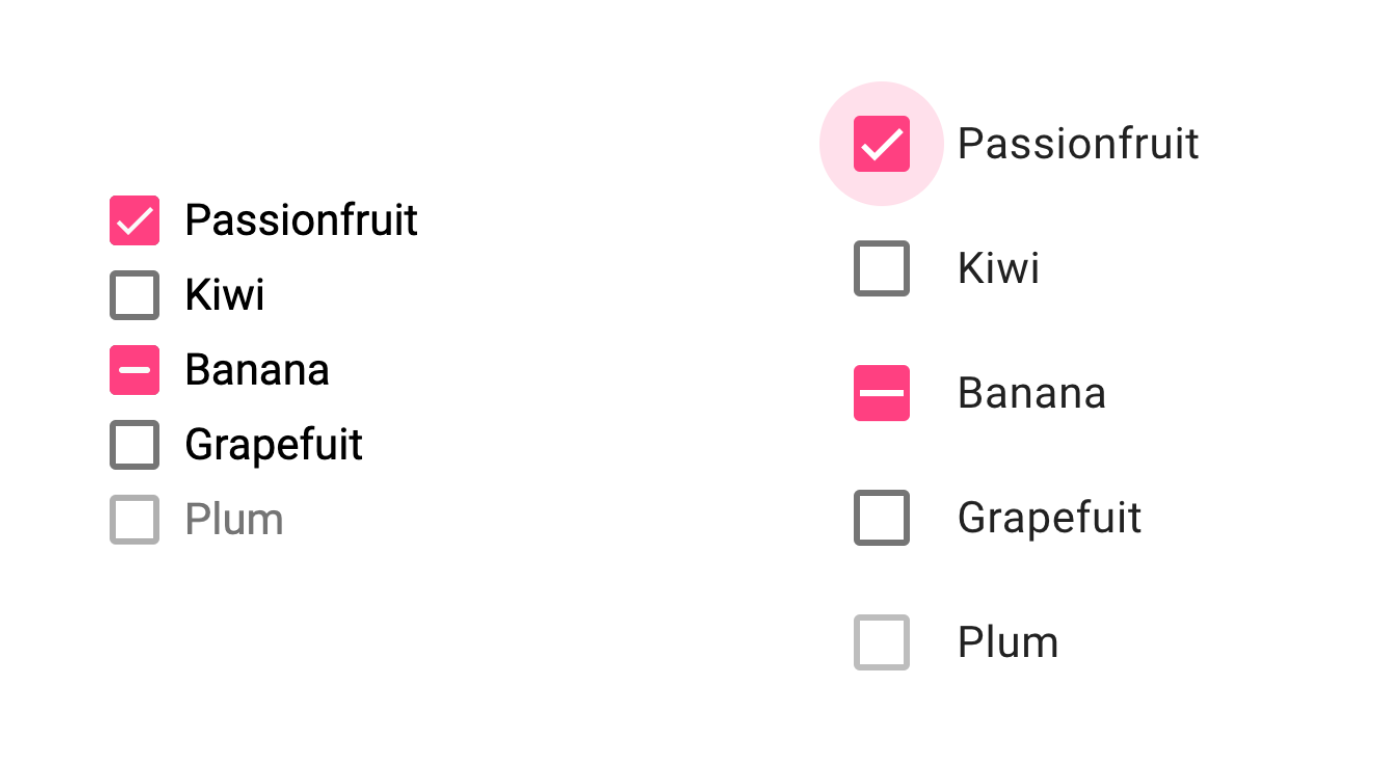 Passionfruit
Kiwi
Banana
Grapefuit
Plum
Passionfruit
Kiwi
Banana
Grapefuit
Plum